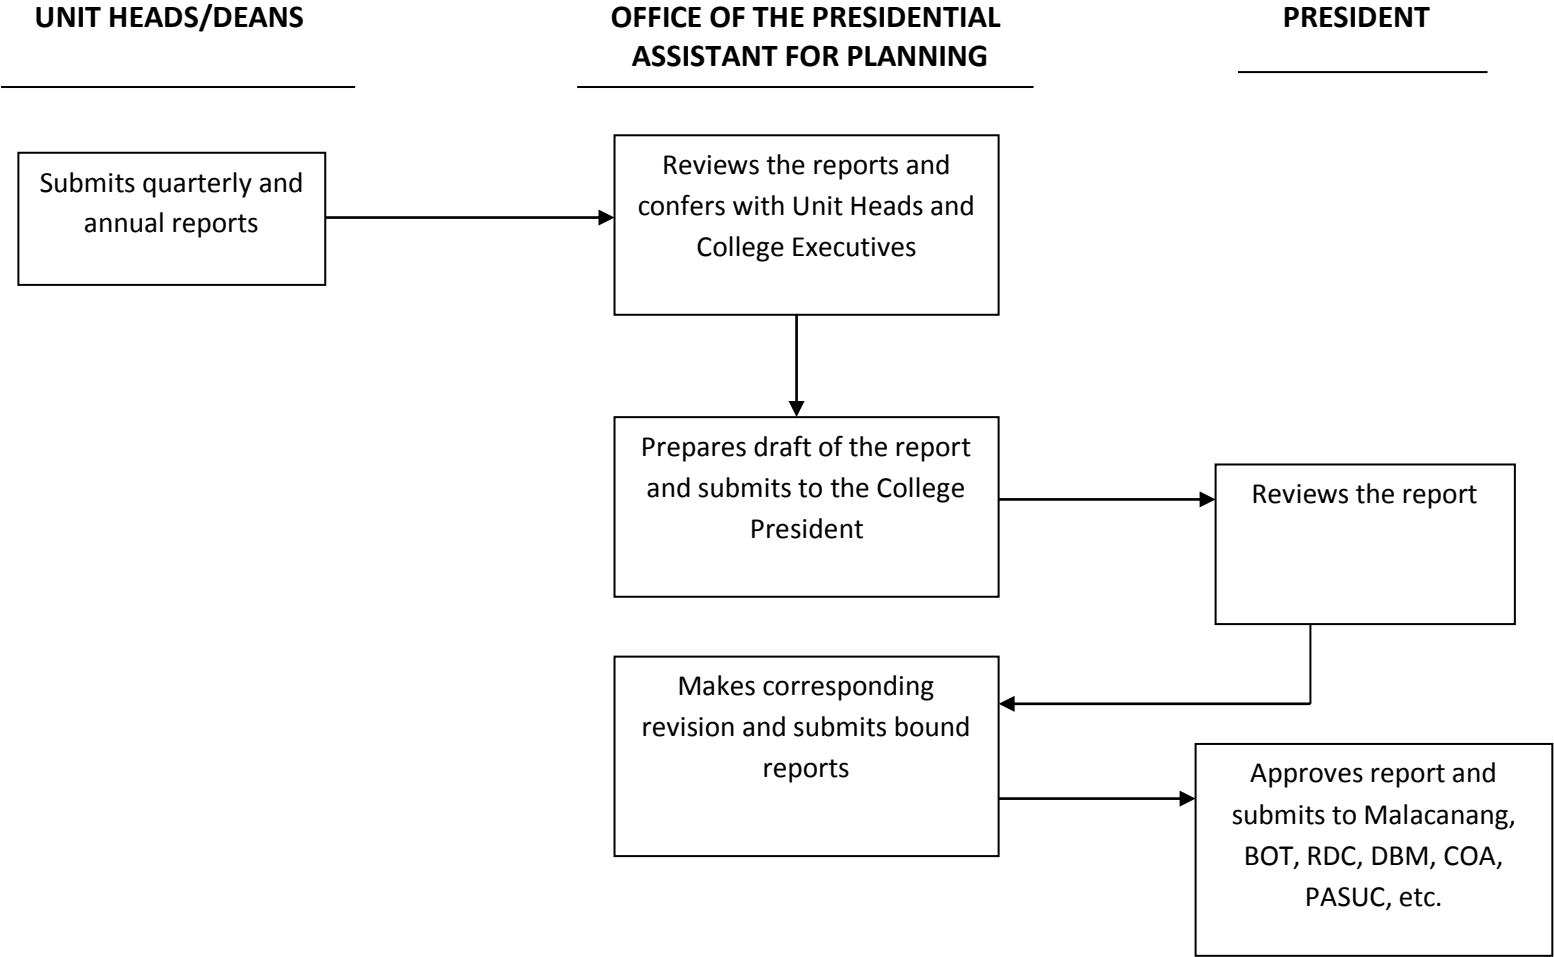 UNIT HEADS/DEANS
OFFICE OF THE PRESIDENTIAL
ASSISTANT FOR PLANNING
PRESIDENT
Submits quarterly and
annual reports
Reviews the reports and
confers with Unit Heads and
College Executives
Prepares draft of the report
and submits to the College
President
Reviews the report
Makes corresponding
revision and submits bound
reports
Approves report and
submits to Malacanang,
BOT, RDC, DBM, COA,
PASUC, etc.